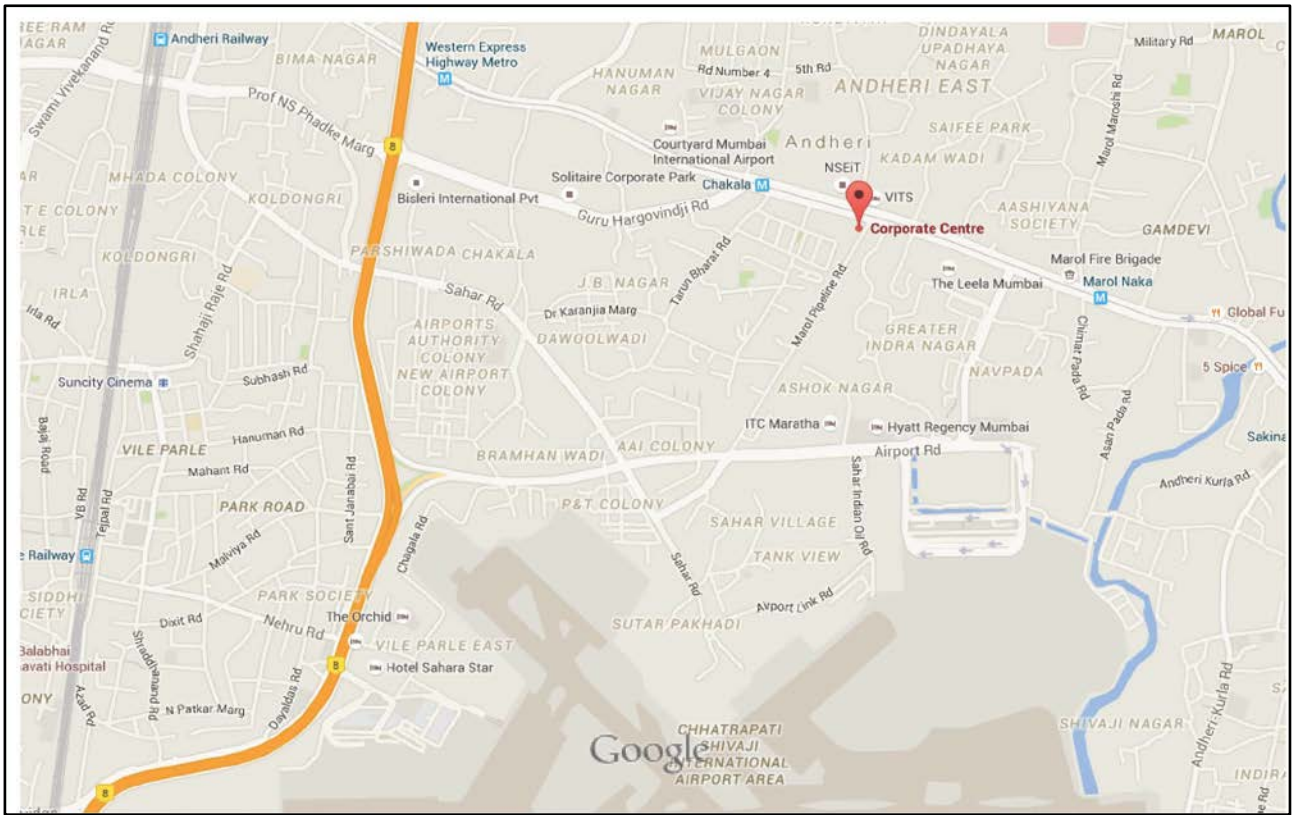 REE RAM
NAGAR
Andheri Railway
Swami Vivekanand Rd
BIMA NAGAR
Western Express
Highway Metro
HANUMAN
NAGAR
MULGAON
Rd Number 4
5th Rd
VIJAY NAGAR
COLONY
DINDAYALA
UPADHAYA
NAGAR
ANDHERI EAST
Military Rd
MAROL
Marol Maroshi Rd
Prof NS Phadke Marg
8
Courtyard Mumbai
International Airport
Andheri
SAIFEE PARK
KADAM WADI
NSEiT
VITS
MHADA COLONY
KOLDONGRI
Bisleri International Pvt
Solitaire Corporate Park
Chakala
Guru Hargovindji Rd
Corporate Centre
AASHIYANA
SOCIETY
GAMDEVI
T E COLONY
RLE
KOLDONGRI
PARSHIWADA
CHAKALA
Marol Fire Brigade
Marol Naka
The Leela Mumbai
IRLA
Irla Rd
Shahaji Raje Rd
Sahar Rd
J.B. NAGAR
Tarun Bharat Rd
Marol Pipeline Rd
Dr Karanjia Marg
DAWOOLWADI
AIRPORTS
AUTHORITY
COLONY
NEW AIRPORT
COLONY
GREATER
INDRA NAGAR
Chimat Pada Rd
Global Fu
Suncity Cinema
Subhash Rd
NAVPADA
5 Spice
ASHOK NAGAR
Asan Pada Rd
Bajaj Road
VILE PARLE
Hanuman Rd
ITC Maratha
Hyatt Regency Mumbai
Sakina
AAI COLONY
BRAMHAN WADI
Airport Rd
Mahant Rd
Sant Janabai Rd
Andheri Kurla Rd
VB Rd
Tejpal Rd
PARK ROAD
P&T COLONY
SAHAR VILLAGE
Sahar Indian Oil Rd
Chagala Rd
Malviya Rd
e Railway
TANK VIEW
Sahar Rd
SIDDHI
CIETY
PARK SOCIETY
Airport Link Rd
Dixit Rd
The Orchid
Nehru Rd
SUTAR PAKHADI
VILE PARLE EAST
Balabhai
avati Hospital
Shraddhanand Rd
8
Hotel Sahara Star
ONY
Azad Rd
N Patkar Marg
Dayaldas Rd
Andheri-Kurla Rd
SHIVAJI NAGAR
CHHATRAPATI
SHIVAJI
INTERNATIONAL
AIRPORT AREA
Google
INDIRA
8